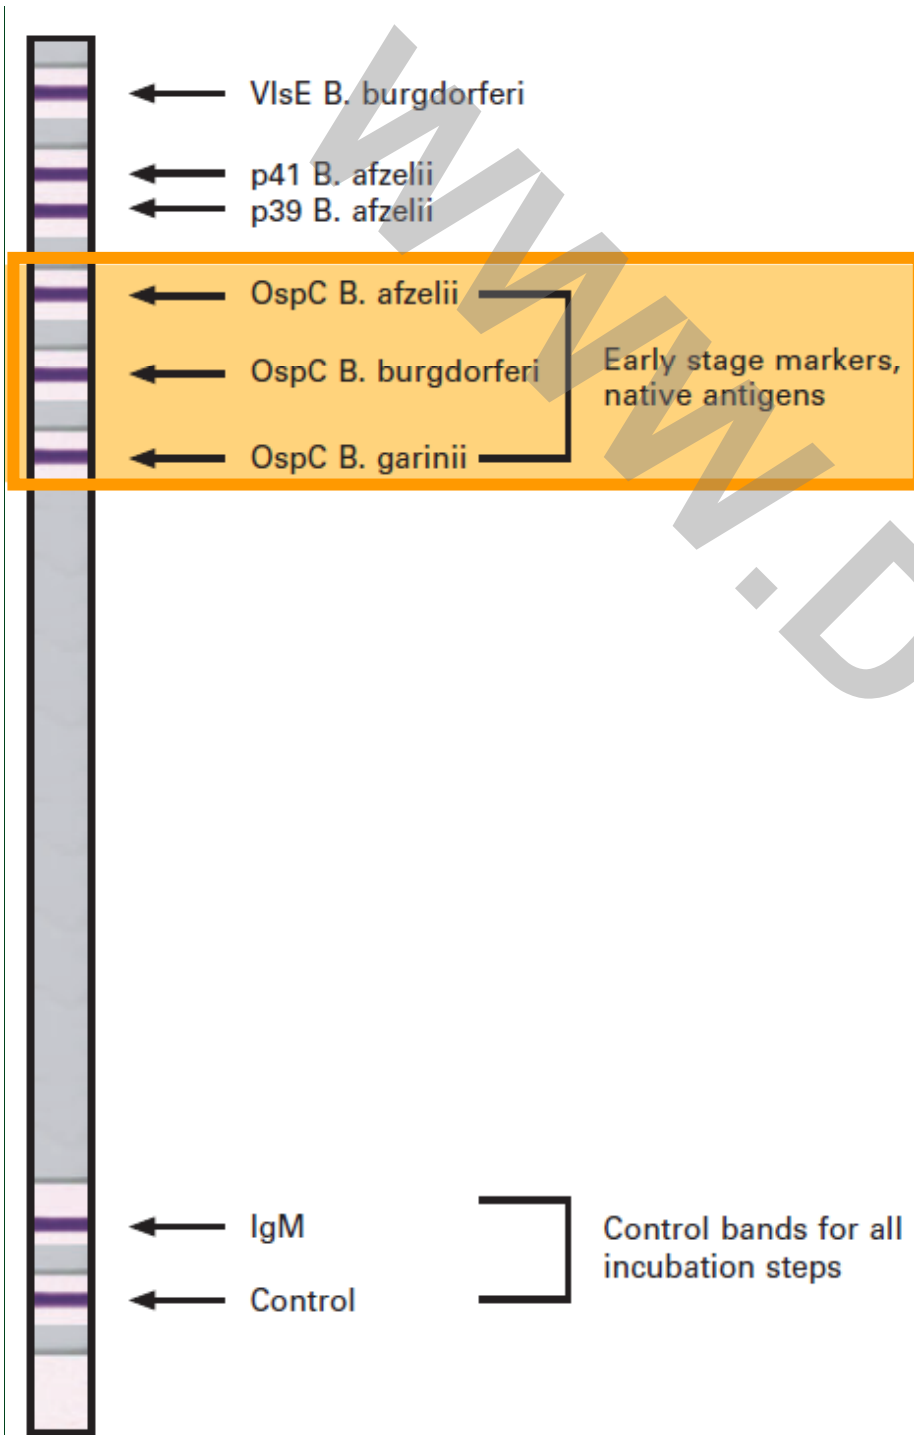 VlsE B. burgdorferi
p41 B. afzelii
p39 B. afzelii
OspC B. afzelii
OspC B. burgdorferi
OspC B. garinii
Early stage markers,
native antigens
IgM
Control
Control bands for all
incubation steps
WWW.D